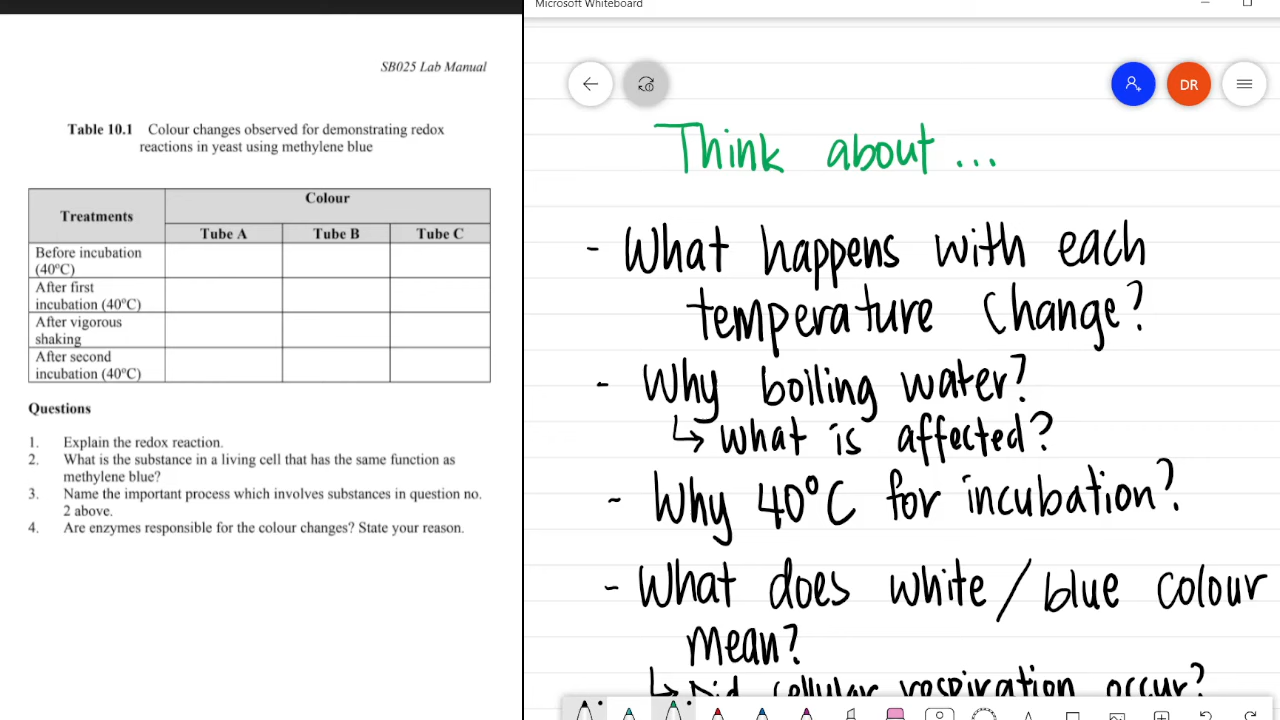 Microsoft Whiteboard
SB025 Lab Manual
Table 10.1 Colour changes observed for demonstrating redox
reactions in yeast using methylene blue
Treatments
Colour
Tube A Tube B Tube C
Before incubation
(40°C)
After first
incubation (40°C)
After vigorous
shaking
After second
incubation (40°C)
Questions
1. Explain the redox reaction.
2. What is the substance in a living cell that has the same function as
methylene blue?
3. Name the important process which involves substances in question no.
2 above.
4. Are enzymes responsible for the colour changes? State your reason.
DR
Think about ...
- What happens with each
temperature change?
- Why boiling water?
↳ what is affected?
- Why 40°C for incubation?
- What does white / blue colour
mean?
↳ Did cellular respiration occur?